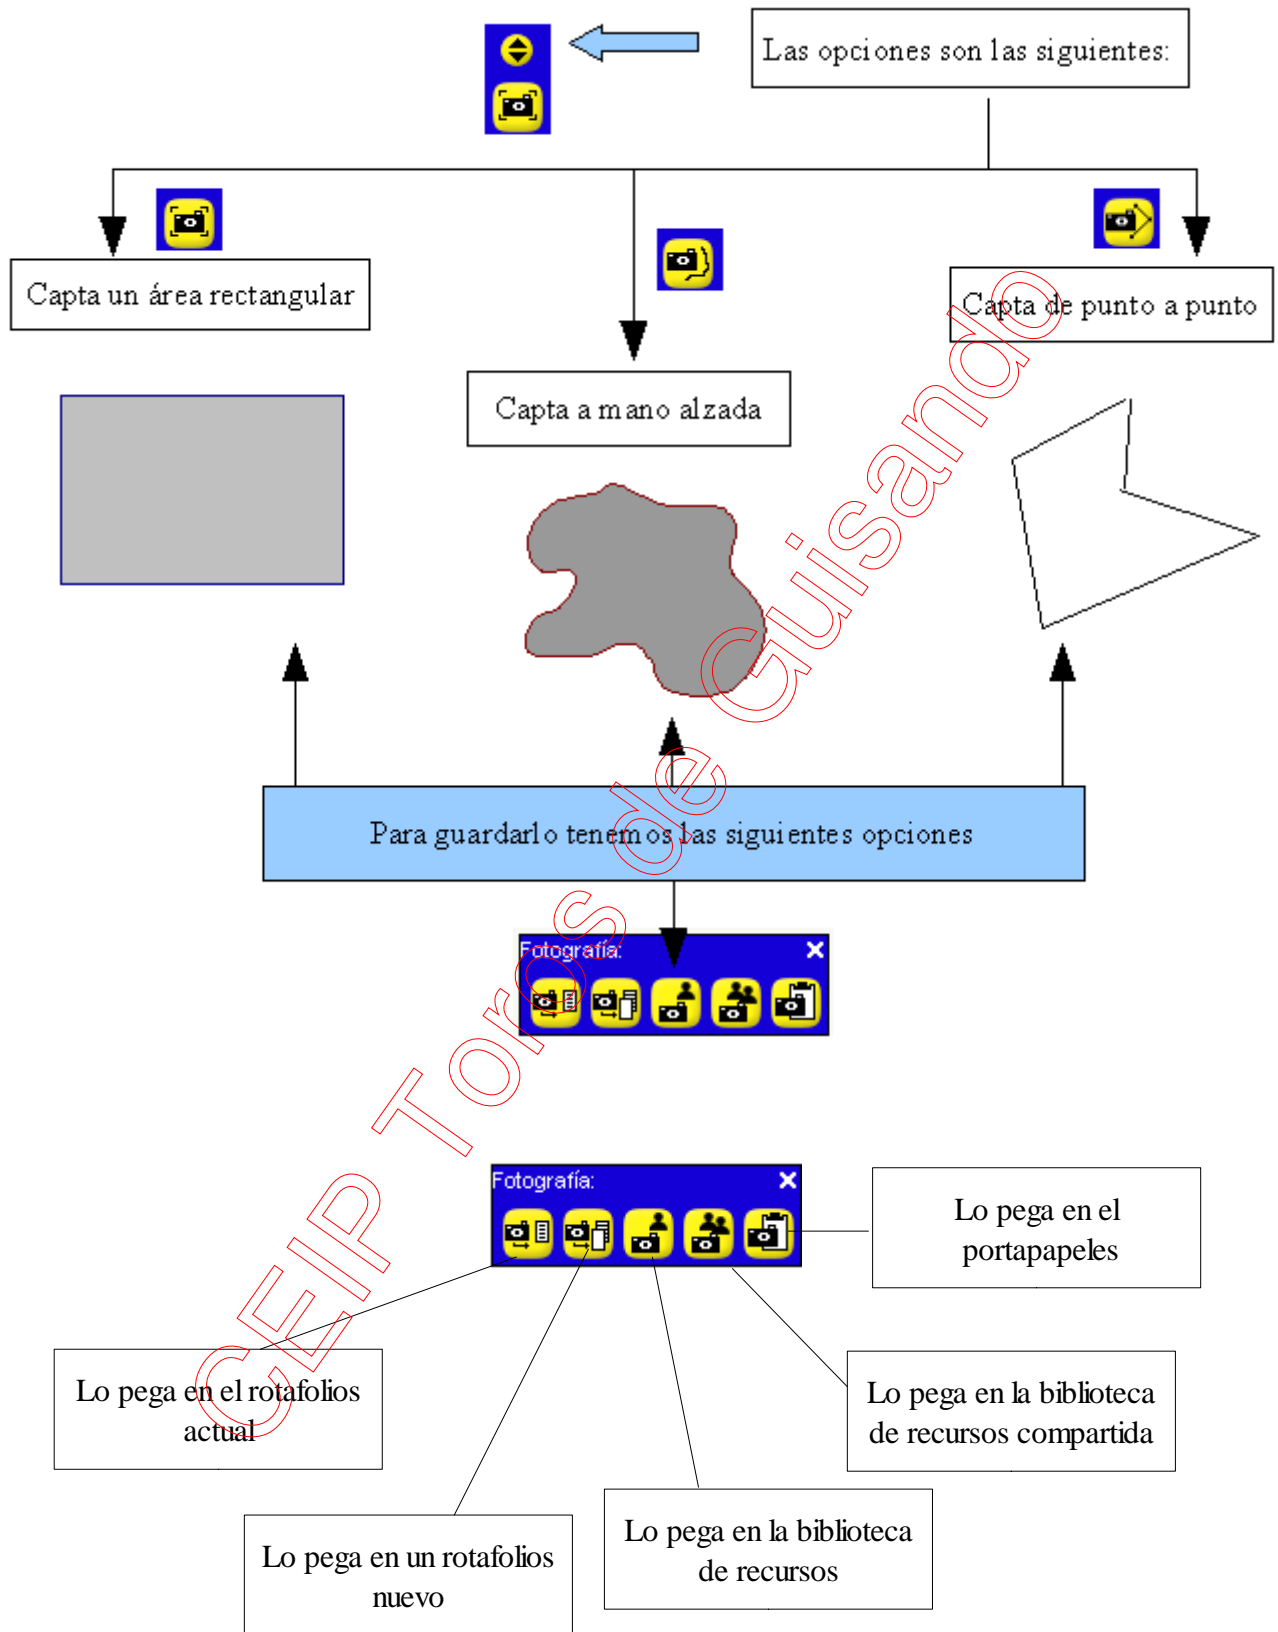 Las opciones son las siguientes:
Capta un área rectangular
Capta a mano alzada
Capta de punto a punto
Para guardarlo tenemos las siguientes opciones
Fotografía:
Fotografía:
Lo pega en el
portapapeles
Lo pega en el rotafolios
actual
Lo pega en la biblioteca
de recursos compartida
Lo pega en la biblioteca
de recursos
Lo pega en un rotafolios
nuevo
CEIP Toros de Guisando